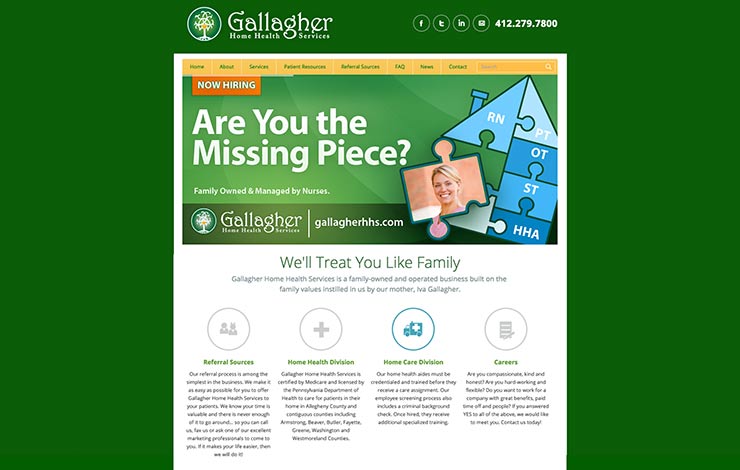 Gallagher
Home Health Services
412.279.7800
Home
About
Services
Patient Resources
Referral Sources
FAQ
News
Contact
Search
NOW HIRING
Are You the
Missing Piece?
Family Owned & Managed by Nurses.
Gallagher
Home Health Services
gallagherhhs.com
RN
PT
OT
ST
HHA
We'll Treat You Like Family
Gallagher Home Health Services is a family-owned and operated business built on the
family values instilled in us by our mother, Iva Gallagher.
Referral Sources
Our referral process is among the
simplest in the business. We make it
as easy as possible for you to offer
Gallagher Home Health Services to
your patients. We know your time is
valuable and there is never enough
of it to go around... so you can call
us, fax us or ask one of our excellent
marketing professionals to come to
you. If it makes your life easier, then
we will do it!
Home Health Division
Gallagher Home Health Services is
certified by Medicare and licensed by
the Pennsylvania Department of
Health to care for patients in their
home in Allegheny County and
contiguous counties including
Armstrong, Beaver, Butler, Fayette,
Greene, Washington and
Westmoreland Counties.
Home Care Division
Our home health aides must be
credentialed and trained before they
receive a care assignment. Our
employee screening process also
includes a criminal background
check. Once hired, they receive
additional specialized training.
Careers
Are you compassionate, kind and
honest? Are you hard-working and
flexible? Do you want to work for a
company with great benefits, paid
time off and people? If you answered
YES to all of the above, we would like
to meet you. Contact us today!